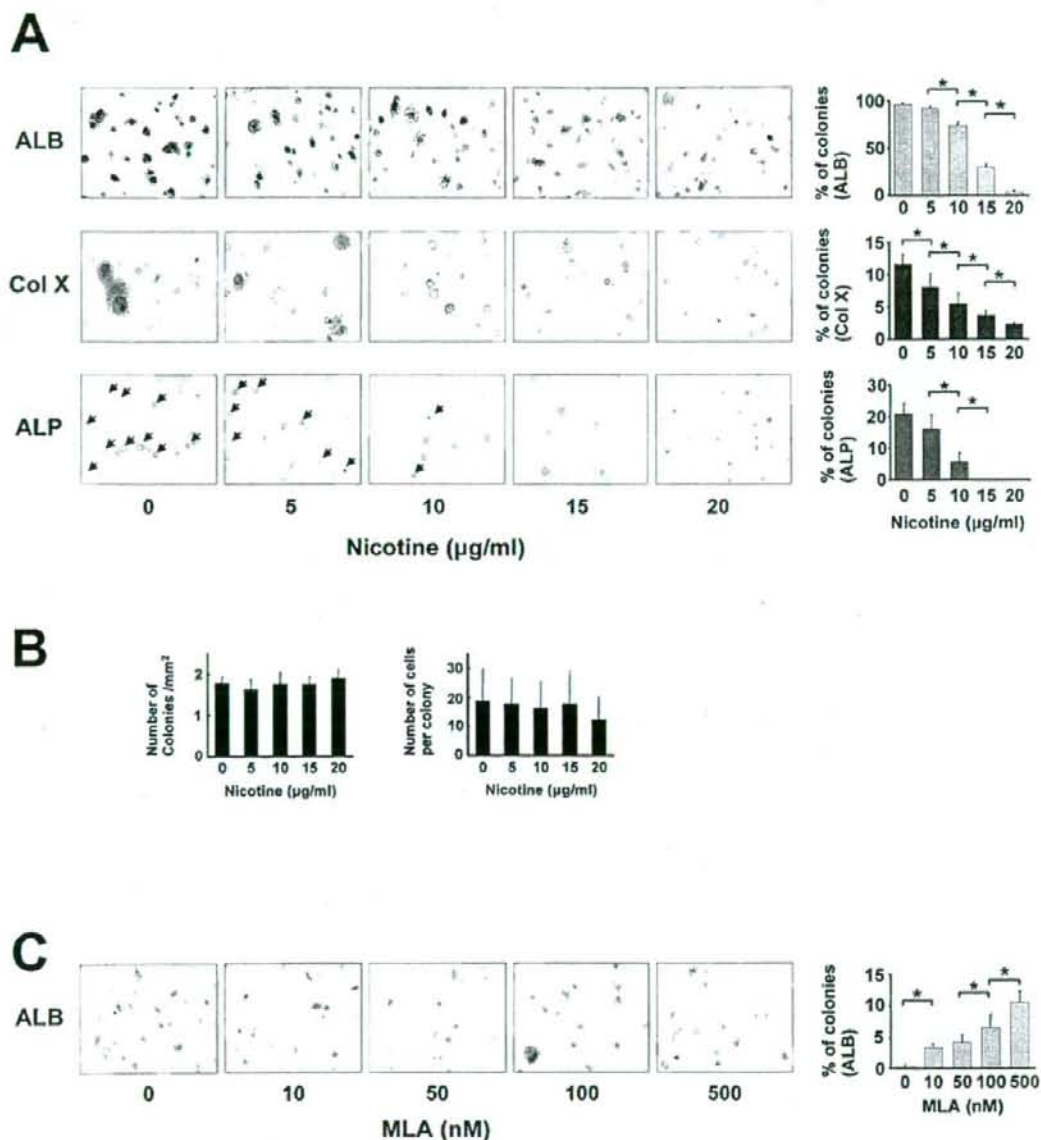 A
ALB
Col X
ALP
0 5 10 15 20
Nicotine (µg/ml)
% of colonies
(ALB)
100
50
0
* * *
0 5 10 15 20
% of colonies
(Col X)
15
10
5
0
* * * *
0 5 10 15 20
% of colonies
(ALP)
30
20
10
0
* *
0 5 10 15 20
Nicotine (µg/ml)
B
Number of
Colonies /mm²
2
1
0
0 5 10 15 20
Nicotine (µg/ml)
Number of cells
per colony
30
20
10
0
0 5 10 15 20
Nicotine (µg/ml)
C
ALB
0 10 50 100 500
MLA (nM)
% of colonies
(ALB)
15
10
5
0
* * *
0 10 50 100 500
MLA (nM)